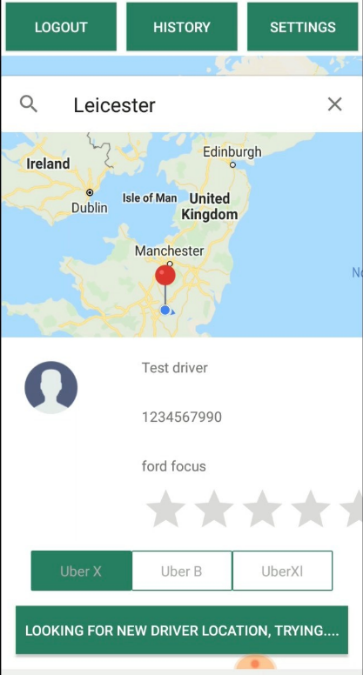 LOGOUT
HISTORY
SETTINGS
Leicester
Edinburgh
Ireland
Isle of Man
United
Kingdom
Dublin
Manchester
Test driver
1234567990
ford focus
Uber X
Uber B
UberXl
LOOKING FOR NEW DRIVER LOCATION, TRYING....